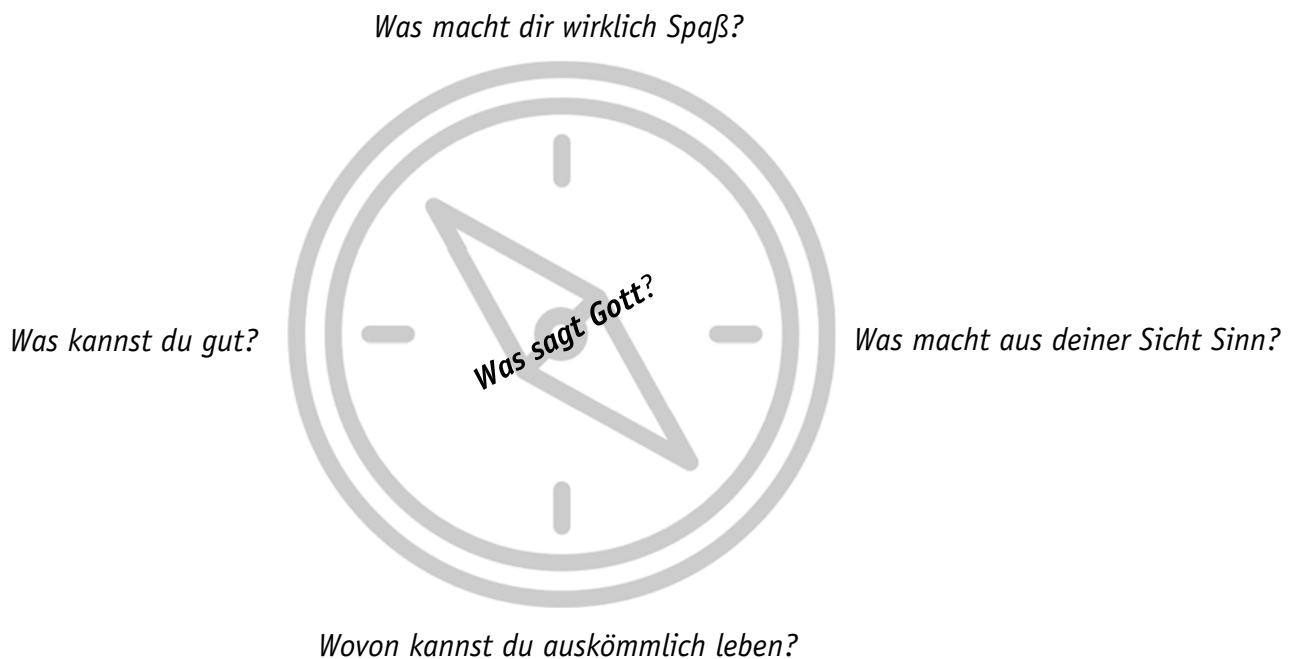 Was macht dir wirklich Spaß?
Was sagt Gott?
Was kannst du gut?
Was macht aus deiner Sicht Sinn?
Wovon kannst du auskömmlich leben?